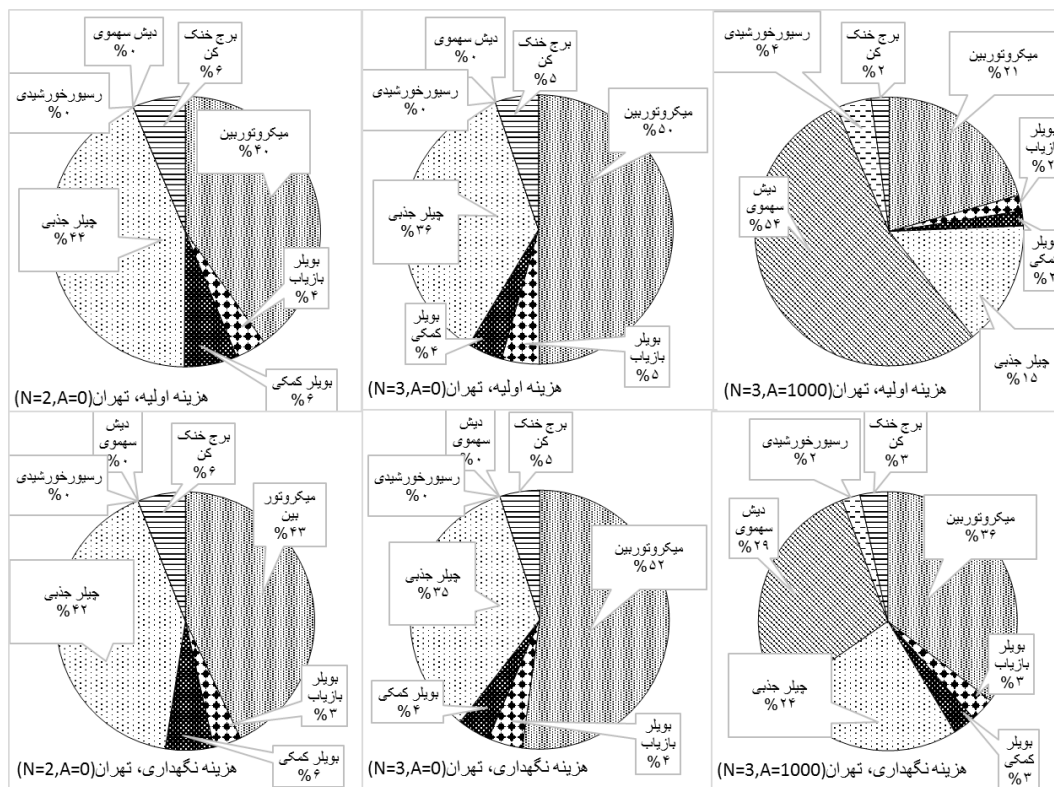 برج خنک
کن
%۶
دیش سهموی
%۰
رسیورخورشیدی
%۰
میکروتوربین
%۴۰
چیلر جذبی
%۴۴
بویلر
بازیاب
%۴
بویلر کمکی
%۶
هزینه اولیه، تهران(N=2,A=0)
برج خنک
کن
%۵
دیش سهموی
%۰
رسیورخورشیدی
%۰
میکروتوربین
%۵۰
چیلر جذبی
%۳۶
بویلر
کمکی
%۴
بویلر
بازیاب
%۵
هزینه اولیه، تهران(N=3,A=0)
برج خنک
کن
%۲
رسیورخورشیدی
%۴
میکروتوربین
%۲۱
بویلر
بازیاب
%۲
دیش
سهموی
%۵۴
بویلر
کمکی
%۲
چیلر جذبی
%۱۵
هزینه اولیه، تهران(N=3,A=1000)
برج خنک
کن
%۶
دیش
سهموی
%۰
رسیورخورشیدی
%۰
میکروتور
بین
%۴۳
چیلر جذبی
%۴۲
بویلر
بازیاب
%۳
بویلر کمکی
%۶
هزینه نگهداری، تهران(N=2,A=0)
برج خنک
کن
%۵
دیش
سهموی
%۰
رسیورخورشیدی
%۰
میکروتوربین
%۵۲
چیلر جذبی
%۳۵
بویلر کمکی
%۴
بویلر
بازیاب
%۴
هزینه نگهداری، تهران(N=3,A=0)
برج خنک
کن
%۳
رسیورخورشیدی
%۲
میکروتوربین
%۳۶
دیش
سهموی
%۲۹
بویلر
بازیاب
%۳
چیلر جذبی
%۲۴
بویلر
کمکی
%۳
هزینه نگهداری، تهران(N=3,A=1000)